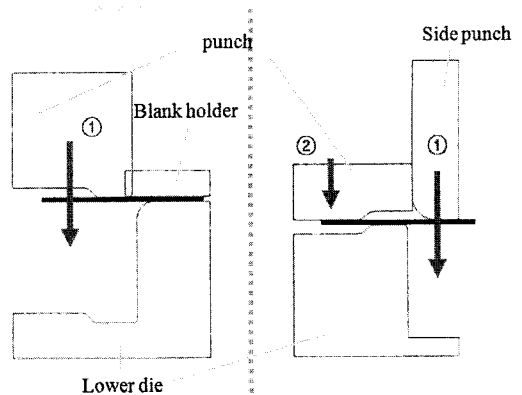 punch
Side punch
①
Blank holder
②
①
Lower die